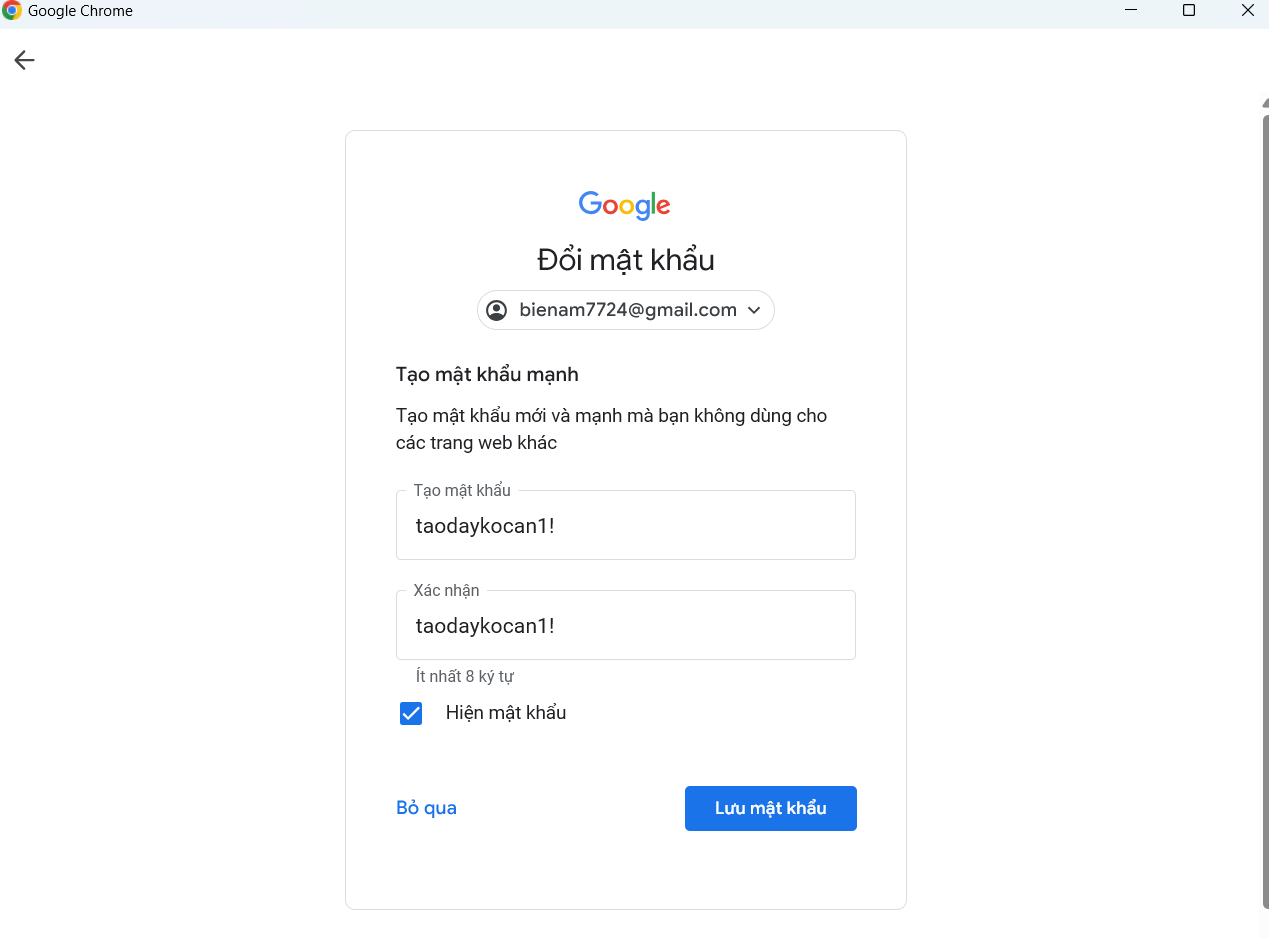 Google Chrome
Google
Đổi mật khẩu
bienam7724@gmail.com
Tạo mật khẩu mạnh
Tạo mật khẩu mới và mạnh mà bạn không dùng cho
các trang web khác
Tạo mật khẩu
taodaykocan1!
Xác nhận
taodaykocan1!
Ít nhất 8 ký tự
Hiện mật khẩu
Bỏ qua
Lưu mật khẩu